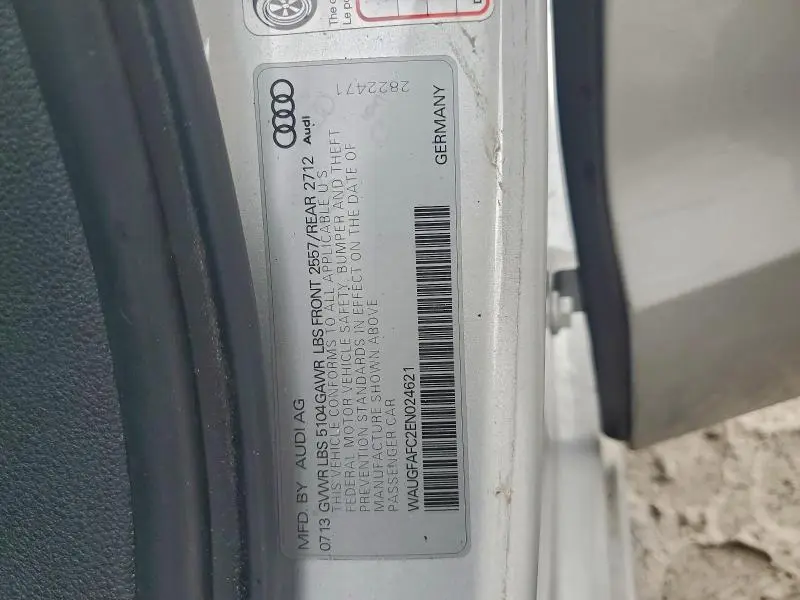 The
Le p
MFD. BY AUDI AG
07 13 GVWR LBS 5104 GAWR LBS FRONT 2557/REAR 2712
THIS VEHICLE CONFORMS TO ALL APPLICABLE U S
FEDERAL MOTOR VEHICLE SAFETY, BUMPER AND THEFT
PREVENTION STANDARDS IN EFFECT ON THE DATE OF
MANUFACTURE SHOWN ABOVE
PASSENGER CAR
WAUGFAFC2EN024621
Audi
GERMANY
2822471